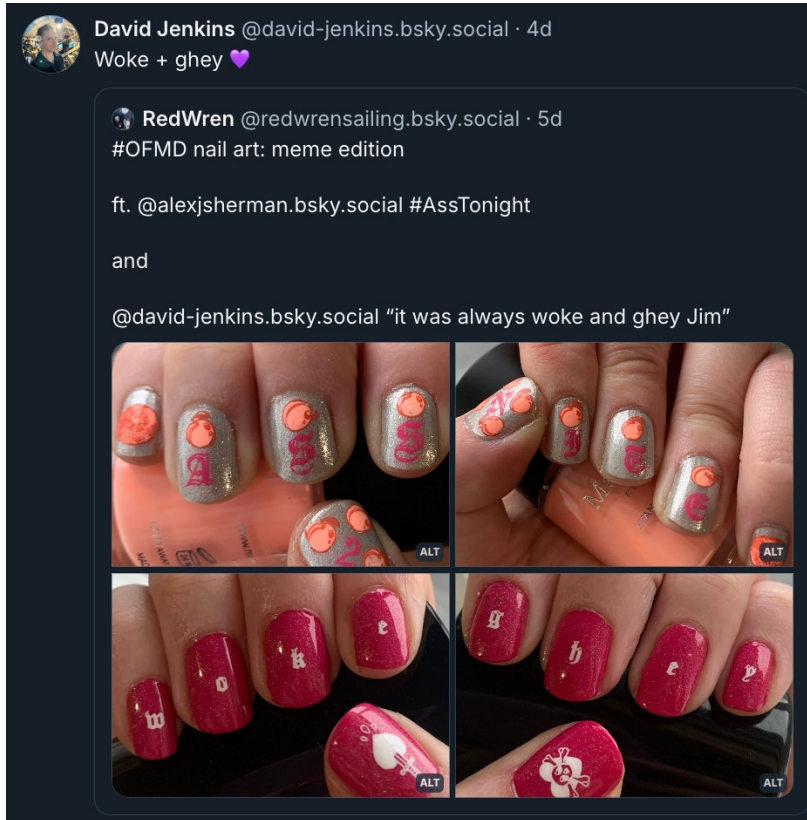 David Jenkins @david-jenkins.bsky.social · 4d
Woke + ghey 💜
RedWren @redwrensailing.bsky.social · 5d
#OFMD nail art: meme edition
ft. @alexjsherman.bsky.social #AssTonight
and
@david-jenkins.bsky.social “it was always woke and ghey Jim”
A S S 2
ALT
N I T E
ALT
w o k e
ALT
g h e y
ALT